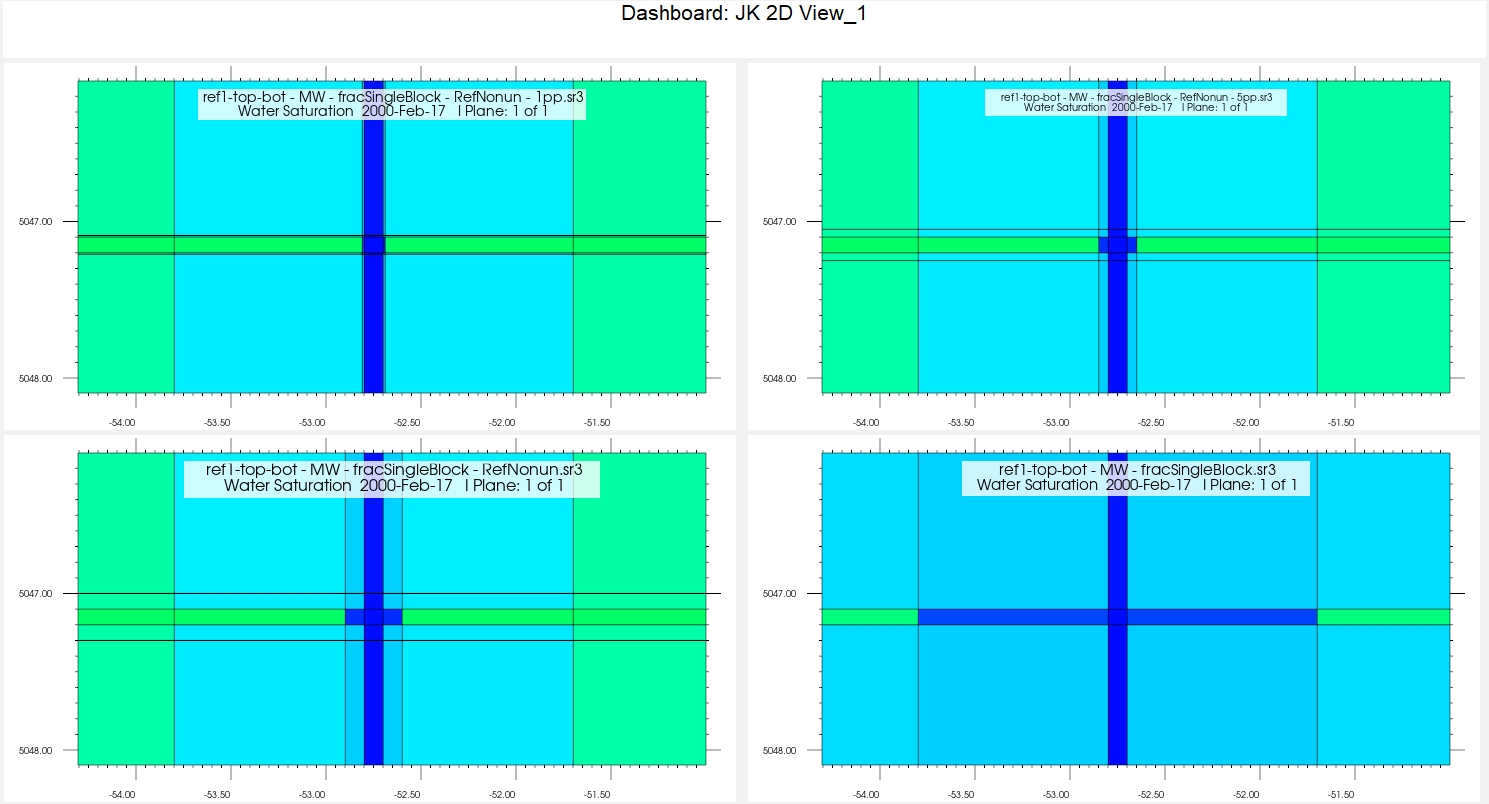 Dashboard: JK 2D View_1
ref1-top-bot - MW - fracSingleBlock - RefNonun - 1pp.sr3
Water Saturation 2000-Feb-17 I Plane: 1 of 1
5047.00
5048.00
-54.00 -53.50 -53.00 -52.50 -52.00 -51.50
ref1-top-bot - MW - fracSingleBlock - RefNonun - 5pp.sr3
Water Saturation 2000-Feb-17 I Plane: 1 of 1
5047.00
5048.00
-54.00 -53.50 -53.00 -52.50 -52.00 -51.50
ref1-top-bot - MW - fracSingleBlock - RefNonun.sr3
Water Saturation 2000-Feb-17 I Plane: 1 of 1
5047.00
5048.00
-54.00 -53.50 -53.00 -52.50 -52.00 -51.50
ref1-top-bot - MW - fracSingleBlock.sr3
Water Saturation 2000-Feb-17 I Plane: 1 of 1
5047.00
5048.00
-54.00 -53.50 -53.00 -52.50 -52.00 -51.50